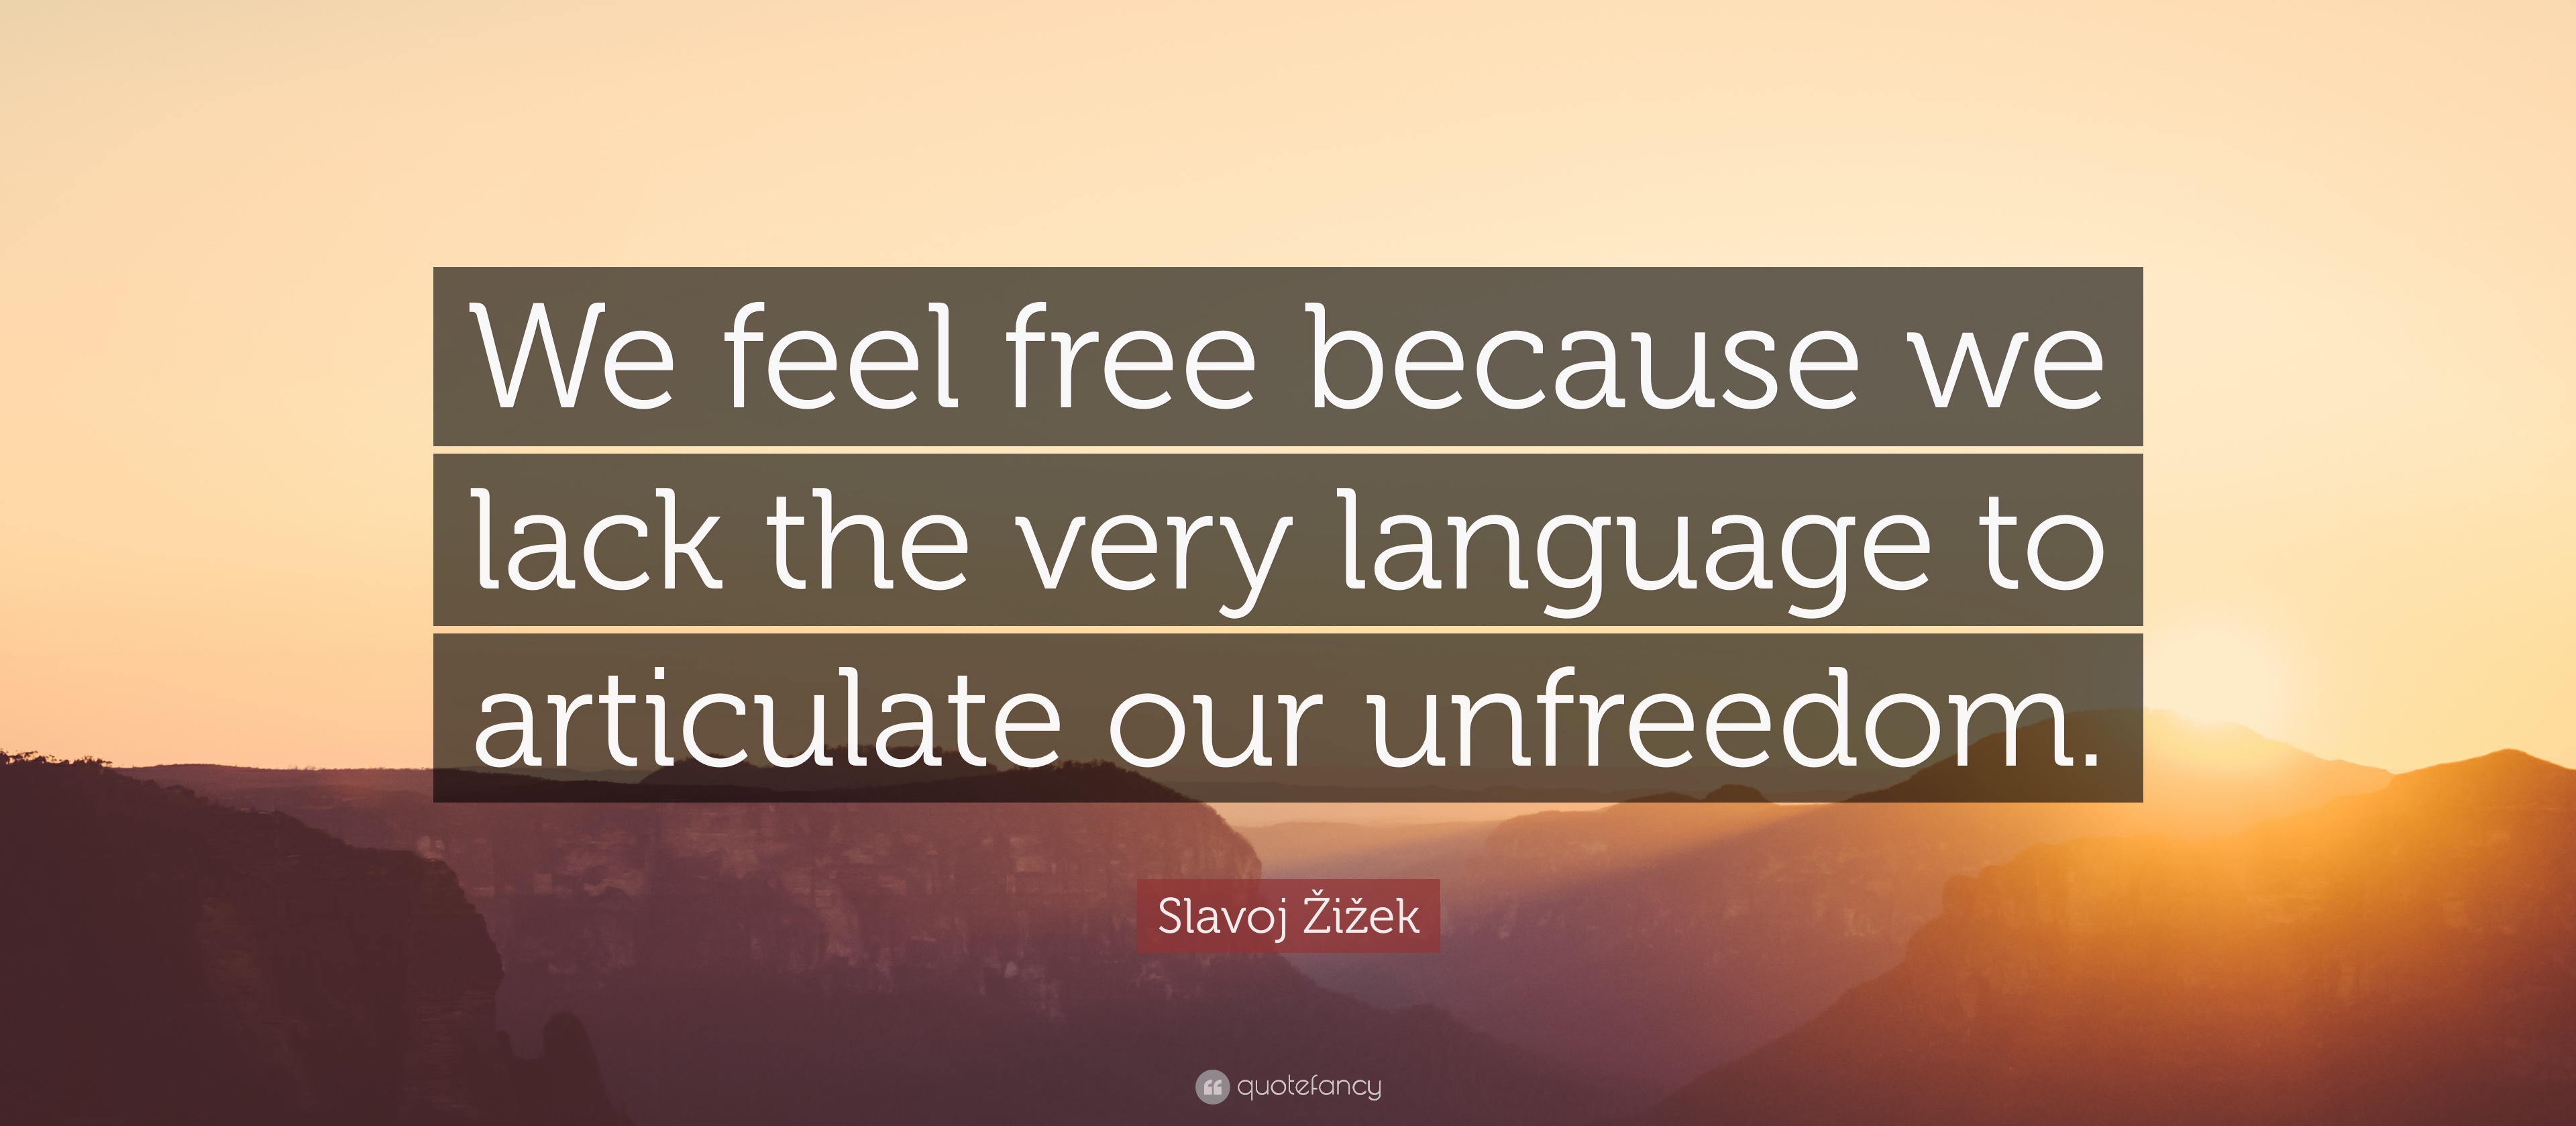 We feel free because we
lack the very language to
articulate our unfreedom.
Slavoj Žižek
quotefancy